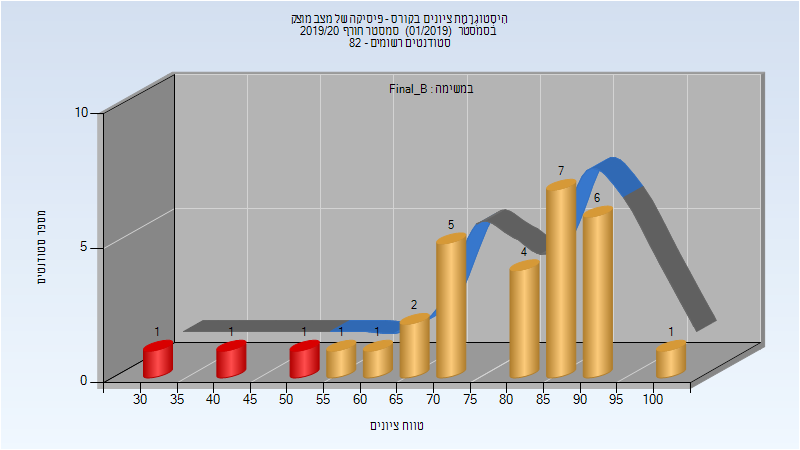 היסטוגרמת ציונים בקורס - פיסיקה של מצב מוצק
בסמסטר (01/2019) סמסטר חורף 2019/20
סטודנטים רשומים - 82
במשימה : Final_B
10
5
0
מספר סטודנטים
1
1
1
1
1
2
5
4
7
6
1
30 35 40 45 50 55 60 65 70 75 80 85 90 95 100
טווח ציונים